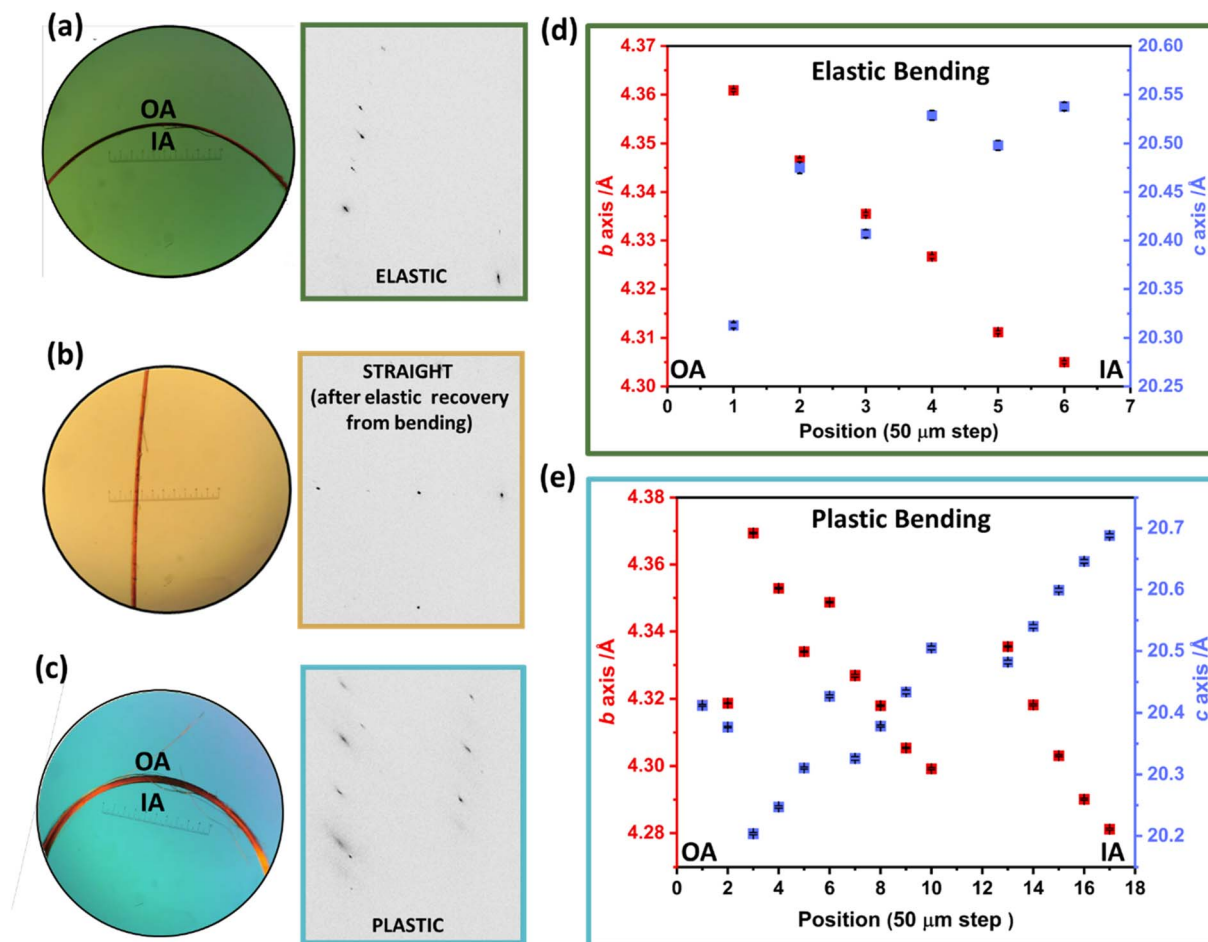 (a)
OA
IA
ELASTIC
(b)
STRAIGHT
(after elastic recovery
from bending)
(c)
OA
IA
PLASTIC
(d)
Elastic Bending
4.37
4.36
4.35
4.34
4.33
4.32
4.31
4.30
b axis /Å
20.60
20.55
20.50
20.45
20.40
20.35
20.30
20.25
c axis /Å
OA
IA
0 1 2 3 4 5 6 7
Position (50 μm step)
(e)
Plastic Bending
4.38
4.36
4.34
4.32
4.30
4.28
b axis /Å
20.7
20.6
20.5
20.4
20.3
20.2
c axis /Å
OA
IA
0 2 4 6 8 10 12 14 16 18
Position (50 μm step )